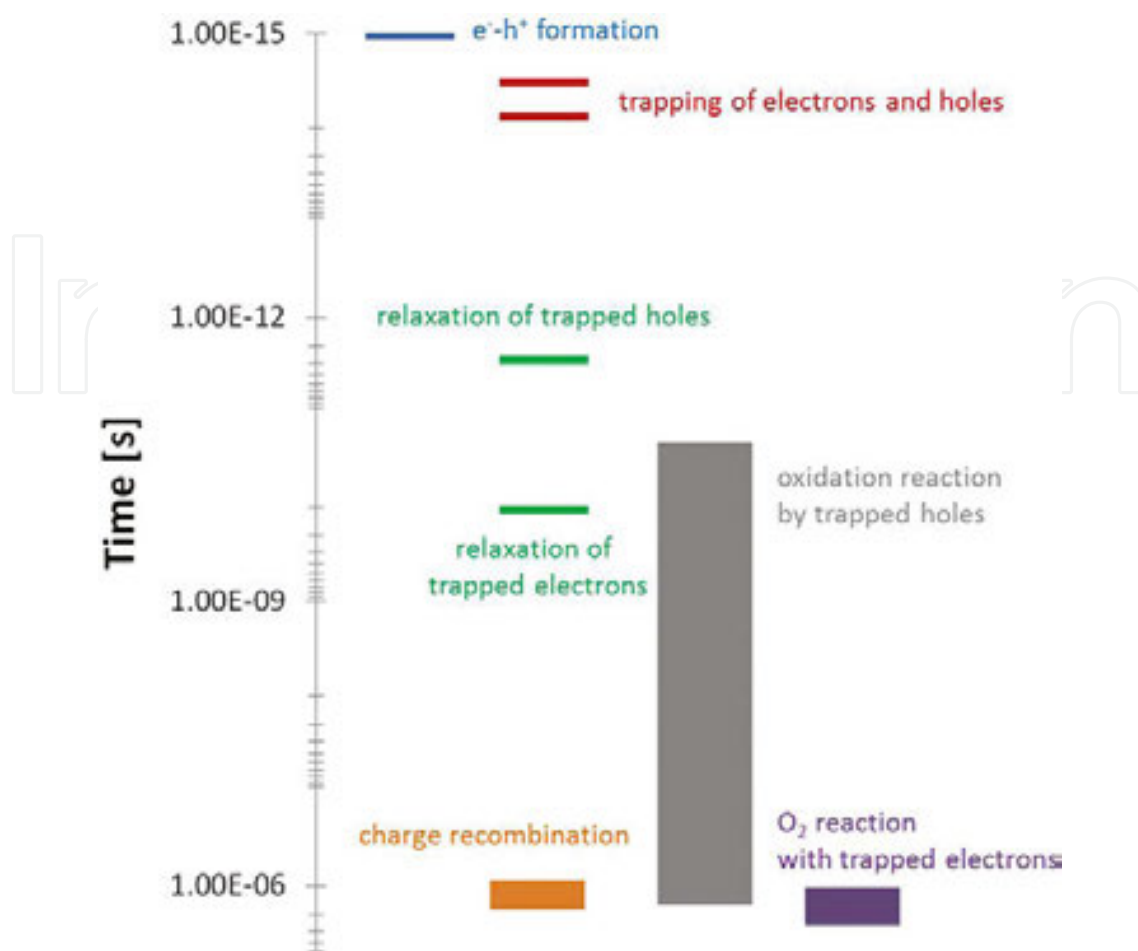 1.00E-15
e⁻-h⁺ formation
trapping of electrons and holes
1.00E-12
relaxation of trapped holes
Time [s]
oxidation reaction
by trapped holes
relaxation of
trapped electrons
1.00E-09
charge recombination
O₂ reaction
with trapped electrons
1.00E-06